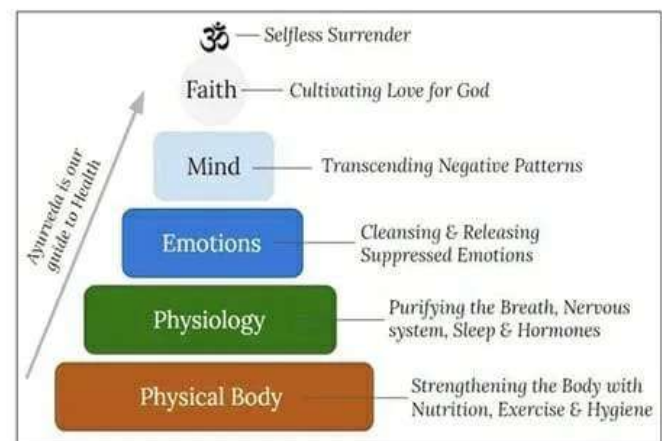 ॐ
Selfless Surrender
Faith
Cultivating Love for God
Mind
Transcending Negative Patterns
Emotions
Cleansing & Releasing
Suppressed Emotions
Physiology
Purifying the Breath, Nervous
system, Sleep & Hormones
Physical Body
Strengthening the Body with
Nutrition, Exercise & Hygiene
Ayurveda is our
guide to Health